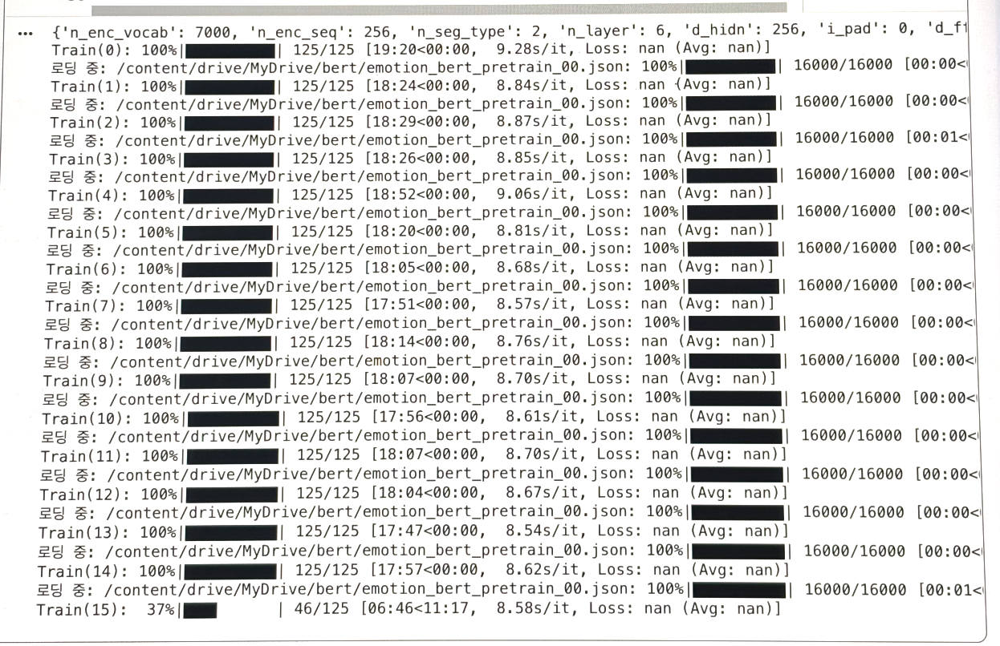 ... {'n_enc_vocab': 7000, 'n_enc_seq': 256, 'n_seg_type': 2, 'n_layer': 6, 'd_hidn': 256, 'i_pad': 0, 'd_f
Train(0): 100%|██████████| 125/125 [19:20<00:00, 9.28s/it, Loss: nan (Avg: nan)]
로딩 중: /content/drive/MyDrive/bert/emotion_bert_pretrain_00.json: 100%|██████████| 16000/16000 [00:00<
Train(1): 100%|██████████| 125/125 [18:24<00:00, 8.84s/it, Loss: nan (Avg: nan)]
로딩 중: /content/drive/MyDrive/bert/emotion_bert_pretrain_00.json: 100%|██████████| 16000/16000 [00:00<
Train(2): 100%|██████████| 125/125 [18:29<00:00, 8.87s/it, Loss: nan (Avg: nan)]
로딩 중: /content/drive/MyDrive/bert/emotion_bert_pretrain_00.json: 100%|██████████| 16000/16000 [00:01<
Train(3): 100%|██████████| 125/125 [18:26<00:00, 8.85s/it, Loss: nan (Avg: nan)]
로딩 중: /content/drive/MyDrive/bert/emotion_bert_pretrain_00.json: 100%|██████████| 16000/16000 [00:00<
Train(4): 100%|██████████| 125/125 [18:52<00:00, 9.06s/it, Loss: nan (Avg: nan)]
로딩 중: /content/drive/MyDrive/bert/emotion_bert_pretrain_00.json: 100%|██████████| 16000/16000 [00:00<
Train(5): 100%|██████████| 125/125 [18:20<00:00, 8.81s/it, Loss: nan (Avg: nan)]
로딩 중: /content/drive/MyDrive/bert/emotion_bert_pretrain_00.json: 100%|██████████| 16000/16000 [00:00<
Train(6): 100%|██████████| 125/125 [18:05<00:00, 8.68s/it, Loss: nan (Avg: nan)]
로딩 중: /content/drive/MyDrive/bert/emotion_bert_pretrain_00.json: 100%|██████████| 16000/16000 [00:00<
Train(7): 100%|██████████| 125/125 [17:51<00:00, 8.57s/it, Loss: nan (Avg: nan)]
로딩 중: /content/drive/MyDrive/bert/emotion_bert_pretrain_00.json: 100%|██████████| 16000/16000 [00:00<
Train(8): 100%|██████████| 125/125 [18:14<00:00, 8.76s/it, Loss: nan (Avg: nan)]
로딩 중: /content/drive/MyDrive/bert/emotion_bert_pretrain_00.json: 100%|██████████| 16000/16000 [00:00<
Train(9): 100%|██████████| 125/125 [18:07<00:00, 8.70s/it, Loss: nan (Avg: nan)]
로딩 중: /content/drive/MyDrive/bert/emotion_bert_pretrain_00.json: 100%|██████████| 16000/16000 [00:00<
Train(10): 100%|██████████| 125/125 [17:56<00:00, 8.61s/it, Loss: nan (Avg: nan)]
로딩 중: /content/drive/MyDrive/bert/emotion_bert_pretrain_00.json: 100%|██████████| 16000/16000 [00:00<
Train(11): 100%|██████████| 125/125 [18:07<00:00, 8.70s/it, Loss: nan (Avg: nan)]
로딩 중: /content/drive/MyDrive/bert/emotion_bert_pretrain_00.json: 100%|██████████| 16000/16000 [00:00<
Train(12): 100%|██████████| 125/125 [18:04<00:00, 8.67s/it, Loss: nan (Avg: nan)]
로딩 중: /content/drive/MyDrive/bert/emotion_bert_pretrain_00.json: 100%|██████████| 16000/16000 [00:00<
Train(13): 100%|██████████| 125/125 [17:47<00:00, 8.54s/it, Loss: nan (Avg: nan)]
로딩 중: /content/drive/MyDrive/bert/emotion_bert_pretrain_00.json: 100%|██████████| 16000/16000 [00:00<
Train(14): 100%|██████████| 125/125 [17:57<00:00, 8.62s/it, Loss: nan (Avg: nan)]
로딩 중: /content/drive/MyDrive/bert/emotion_bert_pretrain_00.json: 100%|██████████| 16000/16000 [00:01<
Train(15): 37%|███ | 46/125 [06:46<11:17, 8.58s/it, Loss: nan (Avg: nan)]